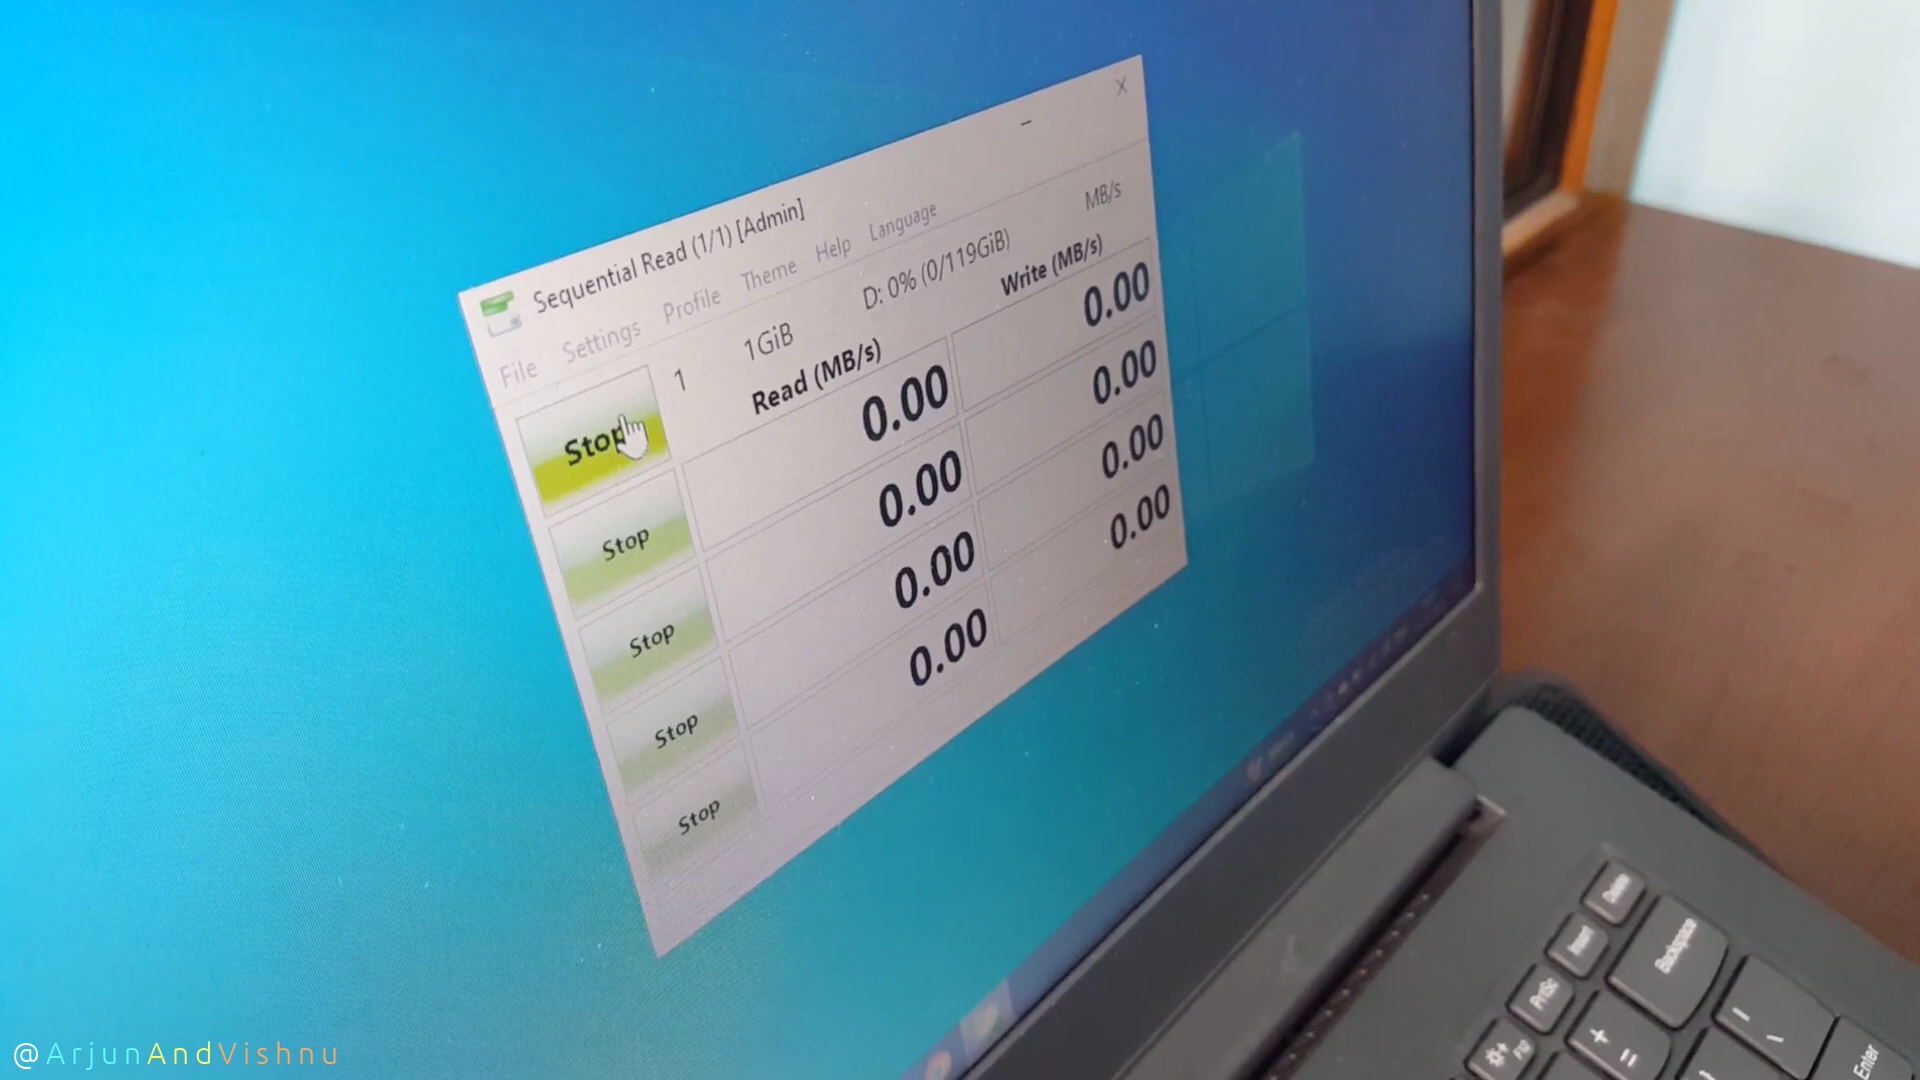 Sequential Read (1/1) [Admin]
File Settings Profile Theme Help Language
1 1GiB D: 0% (0/119GiB) MB/s
Read (MB/s) Write (MB/s)
Stop 0.00 0.00
Stop 0.00 0.00
Stop 0.00 0.00
Stop 0.00 0.00
Stop
Delete
Insert
PrtSc
Backspace
F12
+
=
|
\
Enter
@ArjunAndVishnu